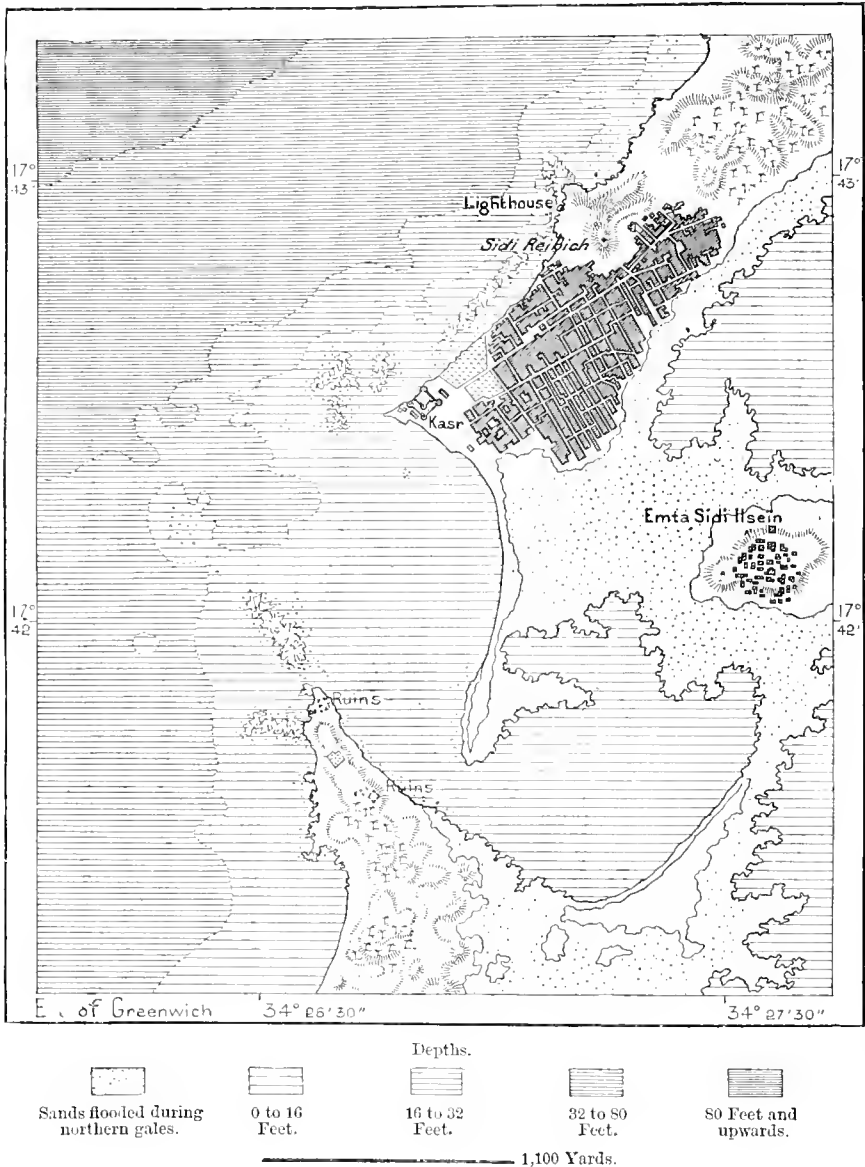 17°
43'
17°
43'
Lighthouse
Sidi Reibich
Kasr
Emta Sidi Ilsein
17°
42'
17°
42'
Ruins
Ruins
E. of Greenwich
34° 26'30"
34° 27'30"
Depths.
Sands flooded during
northern gales.
0 to 16
Feet.
16 to 32
Feet.
32 to 80
Feet.
80 Feet and
upwards.
1,100 Yards.